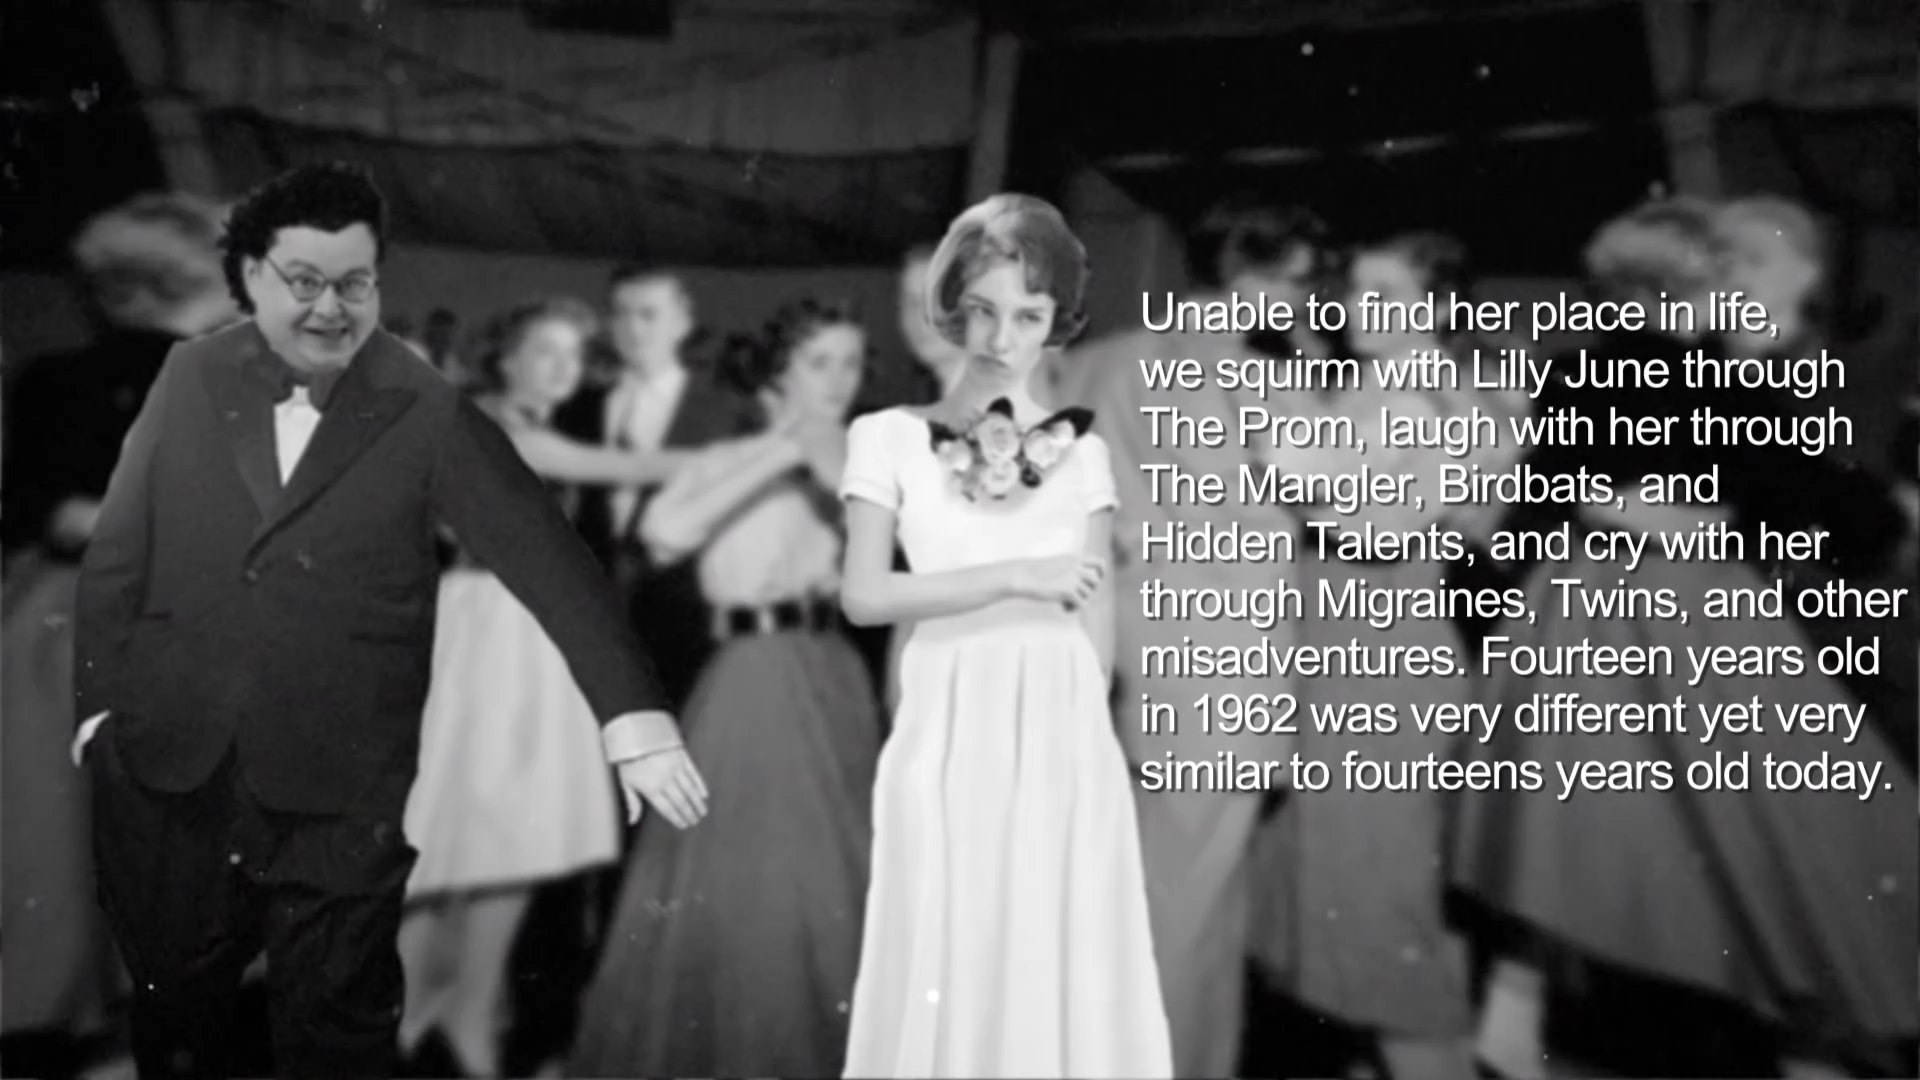 Unable to find her place in life,
we squirm with Lilly June through
The Prom, laugh with her through
The Mangler, Birdbats, and
Hidden Talents, and cry with her
through Migraines, Twins, and other
misadventures. Fourteen years old
in 1962 was very different yet very
similar to fourteens years old today.